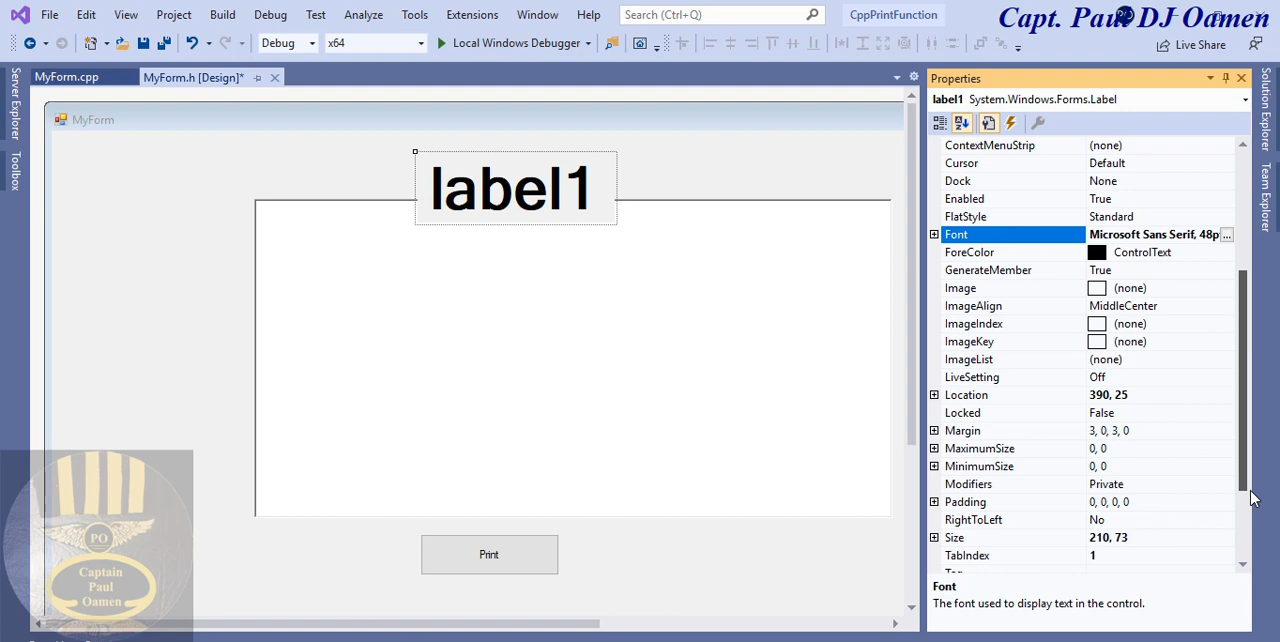 File Edit View Project Build Debug Test Analyze Tools Extensions Window Help Search (Ctrl+Q) CppPrintFunction
Capt. Paul DJ Oamen
Debug x64 Local Windows Debugger Live Share
Server Explorer
Toolbox
MyForm.cpp MyForm.h [Design]*
MyForm
label1
Print
PO
Captain
Paul
Oamen
Properties
label1 System.Windows.Forms.Label
ContextMenuStrip (none)
Cursor Default
Dock None
Enabled True
FlatStyle Standard
Font Microsoft Sans Serif, 48p ...
ForeColor ControlText
GenerateMember True
Image (none)
ImageAlign MiddleCenter
ImageIndex (none)
ImageKey (none)
ImageList (none)
LiveSetting Off
Location 390, 25
Locked False
Margin 3, 0, 3, 0
MaximumSize 0, 0
MinimumSize 0, 0
Modifiers Private
Padding 0, 0, 0, 0
RightToLeft No
Size 210, 73
TabIndex 1
Font
The font used to display text in the control.
Solution Explorer
Team Explorer